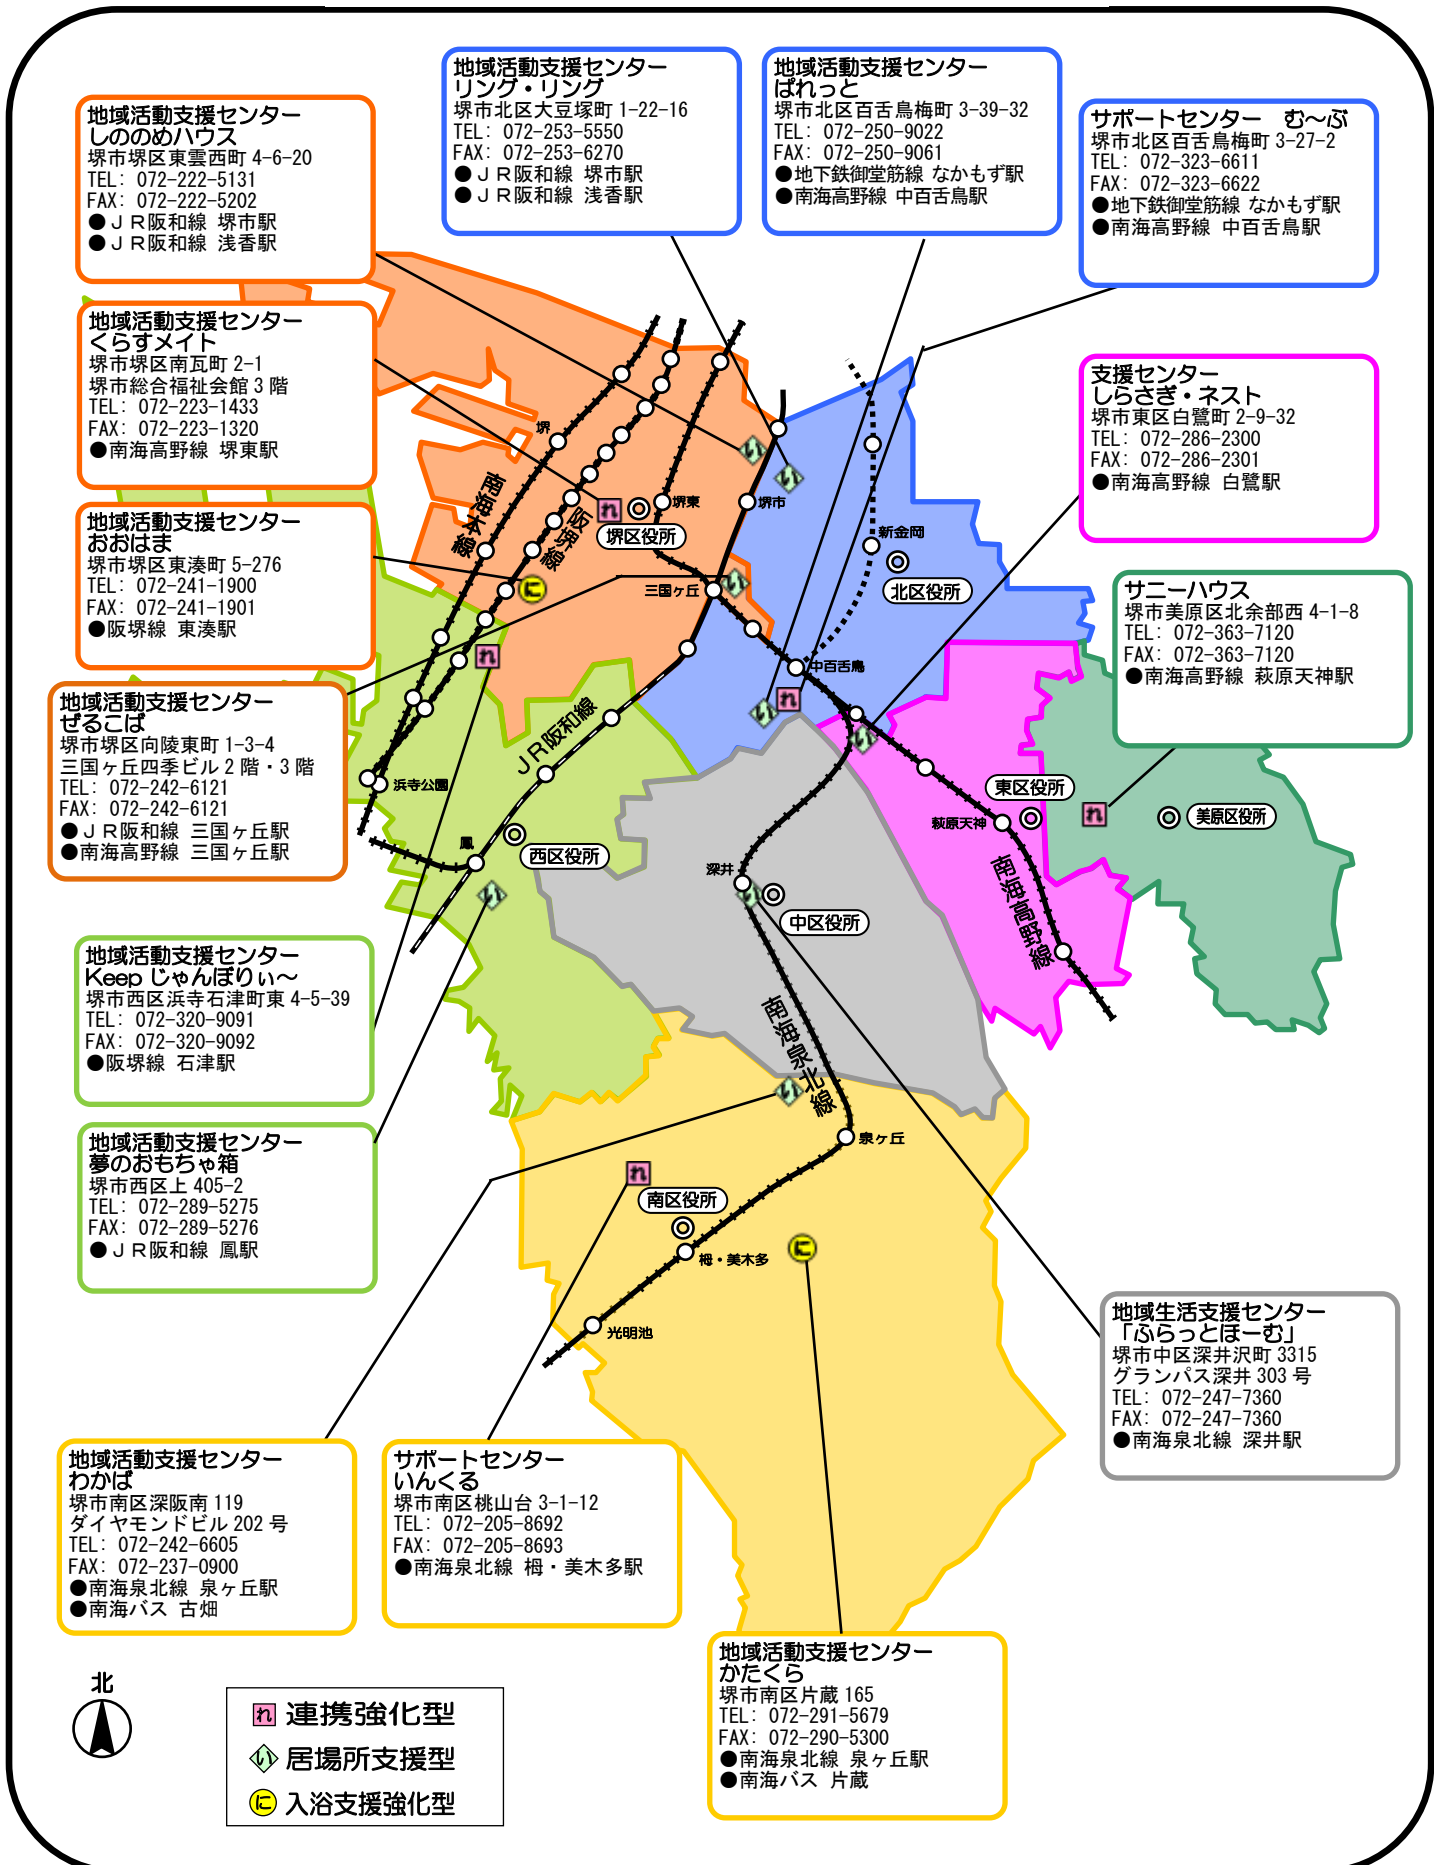 地域活動支援センター
リング・リング
堺市北区大豆塚町 1-22-16
TEL: 072-253-5550
FAX: 072-253-6270
●ＪＲ阪和線 堺市駅
●ＪＲ阪和線 浅香駅
地域活動支援センター
ぱれっと
堺市北区百舌鳥梅町 3-39-32
TEL: 072-250-9022
FAX: 072-250-9061
●地下鉄御堂筋線 なかもず駅
●南海高野線 中百舌鳥駅
サポートセンター　む～ぶ
堺市北区百舌鳥梅町 3-27-2
TEL: 072-323-6611
FAX: 072-323-6622
●地下鉄御堂筋線 なかもず駅
●南海高野線 中百舌鳥駅
地域活動支援センター
しののめハウス
堺市堺区東雲西町 4-6-20
TEL: 072-222-5131
FAX: 072-222-5202
●ＪＲ阪和線 堺市駅
●ＪＲ阪和線 浅香駅
地域活動支援センター
くらすメイト
堺市堺区南瓦町 2-1
堺市総合福祉会館 3 階
TEL: 072-223-1433
FAX: 072-223-1320
●南海高野線 堺東駅
支援センター
しらさぎ・ネスト
堺市東区白鷺町 2-9-32
TEL: 072-286-2300
FAX: 072-286-2301
●南海高野線 白鷺駅
地域活動支援センター
おおはま
堺市堺区東湊町 5-276
TEL: 072-241-1900
FAX: 072-241-1901
●阪堺線 東湊駅
サニーハウス
堺市美原区北余部西 4-1-8
TEL: 072-363-7120
FAX: 072-363-7120
●南海高野線 萩原天神駅
地域活動支援センター
ぜるこば
堺市堺区向陵東町 1-3-4
三国ヶ丘四季ビル 2 階・3 階
TEL: 072-242-6121
FAX: 072-242-6121
●ＪＲ阪和線 三国ヶ丘駅
●南海高野線 三国ヶ丘駅
堺
南海本線
阪堺線
れ
い
い
堺東
堺市
堺区役所
新金岡
北区役所
に
三国ヶ丘
い
れ
中百舌鳥
れ
い
い
ＪＲ阪和線
浜寺公園
東区役所
れ
美原区役所
萩原天神
鳳
西区役所
い
深井
い
中区役所
南海高野線
南海泉北線
い
泉ヶ丘
れ
南区役所
に
栂・美木多
光明池
地域活動支援センター
Keep じゃんぼりぃ～
堺市西区浜寺石津町東 4-5-39
TEL: 072-320-9091
FAX: 072-320-9092
●阪堺線 石津駅
地域活動支援センター
夢のおもちゃ箱
堺市西区上 405-2
TEL: 072-289-5275
FAX: 072-289-5276
●ＪＲ阪和線 鳳駅
地域生活支援センター
「ふらっとほーむ」
堺市中区深井沢町 3315
グランパス深井 303 号
TEL: 072-247-7360
FAX: 072-247-7360
●南海泉北線 深井駅
地域活動支援センター
わかば
堺市南区深阪南 119
ダイヤモンドビル 202 号
TEL: 072-242-6605
FAX: 072-237-0900
●南海泉北線 泉ヶ丘駅
●南海バス 古畑
サポートセンター
いんくる
堺市南区桃山台 3-1-12
TEL: 072-205-8692
FAX: 072-205-8693
●南海泉北線 栂・美木多駅
地域活動支援センター
かたくら
堺市南区片蔵 165
TEL: 072-291-5679
FAX: 072-290-5300
●南海泉北線 泉ヶ丘駅
●南海バス 片蔵
北
れ 連携強化型
い 居場所支援型
に 入浴支援強化型